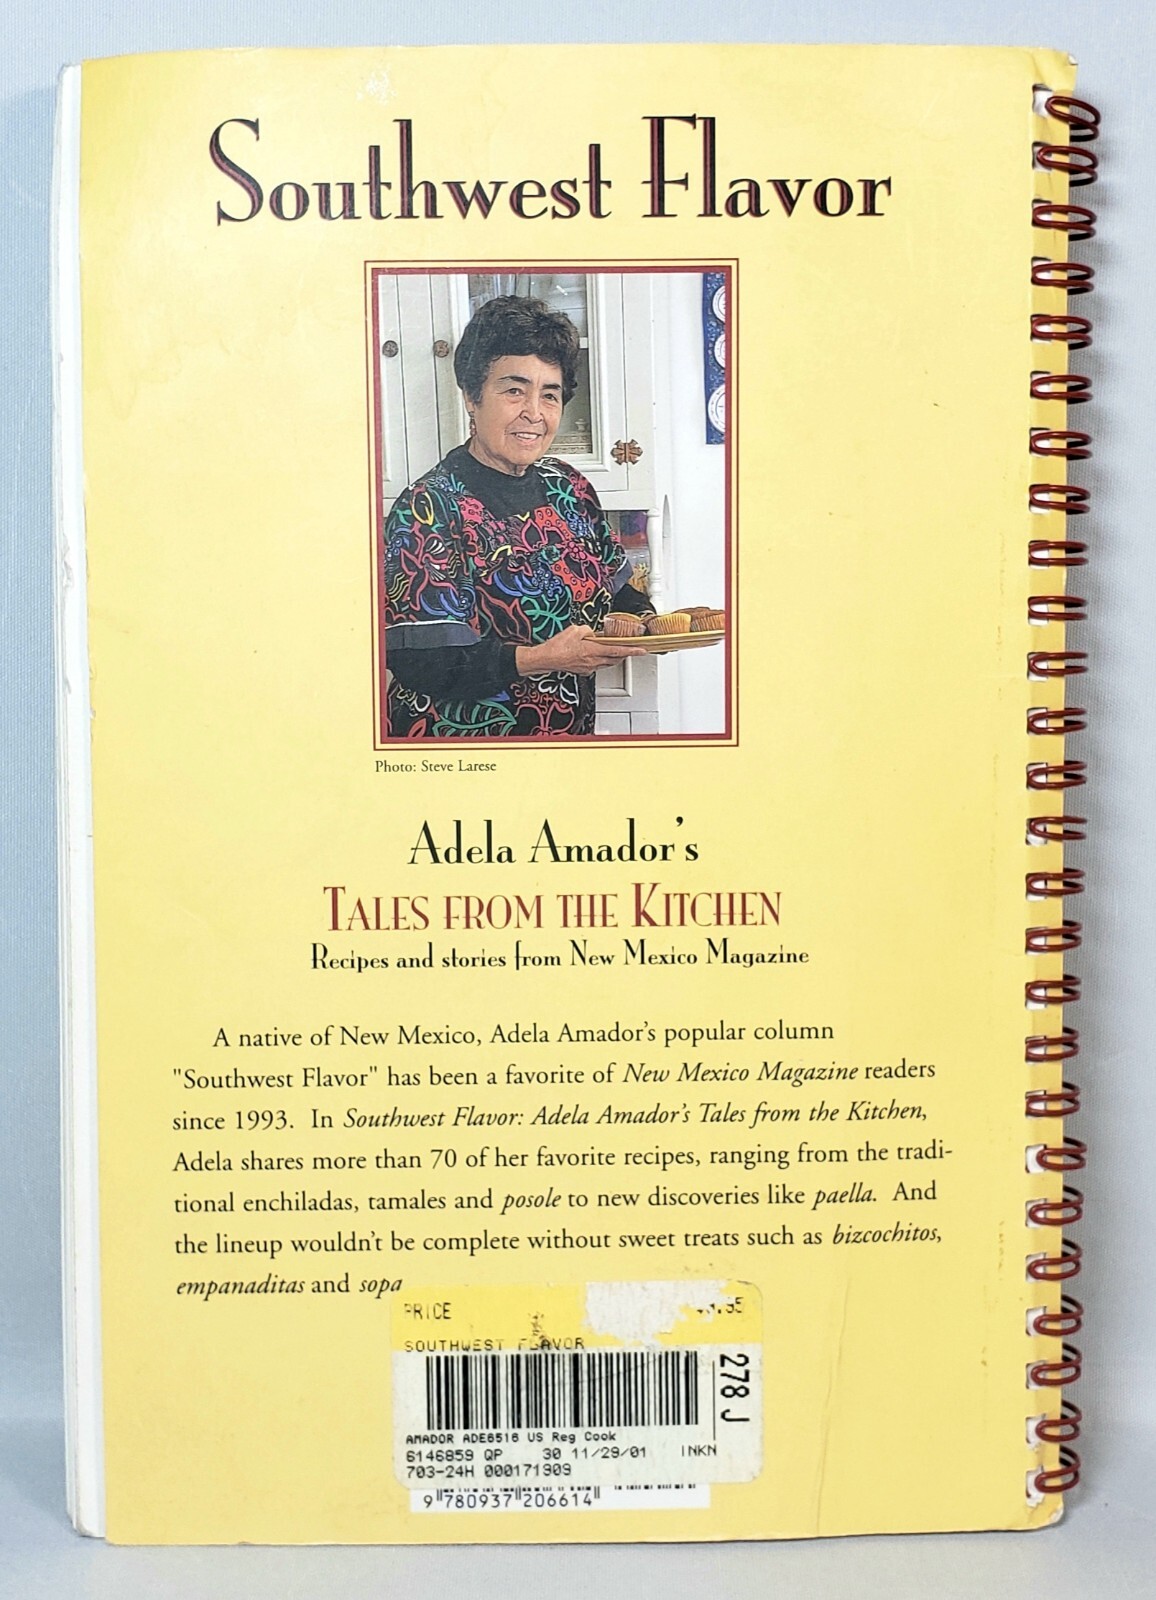 Southwest Flavor
Photo: Steve Larese
Adela Amador's
TALES FROM THE KITCHEN
Recipes and stories from New Mexico Magazine
A native of New Mexico, Adela Amador's popular column
"Southwest Flavor" has been a favorite of New Mexico Magazine readers
since 1993. In Southwest Flavor: Adela Amador's Tales from the Kitchen,
Adela shares more than 70 of her favorite recipes, ranging from the tradi-
tional enchiladas, tamales and posole to new discoveries like paella. And
the lineup wouldn't be complete without sweet treats such as bizcochitos,
empanaditas and sopa
PRICE .95
SOUTHWEST FLAVOR
278 J
AMADOR ADE6516 US Reg Cook
6146859 QP 30 11/29/01 INKN
703-24H 000171909
9 780937 206614